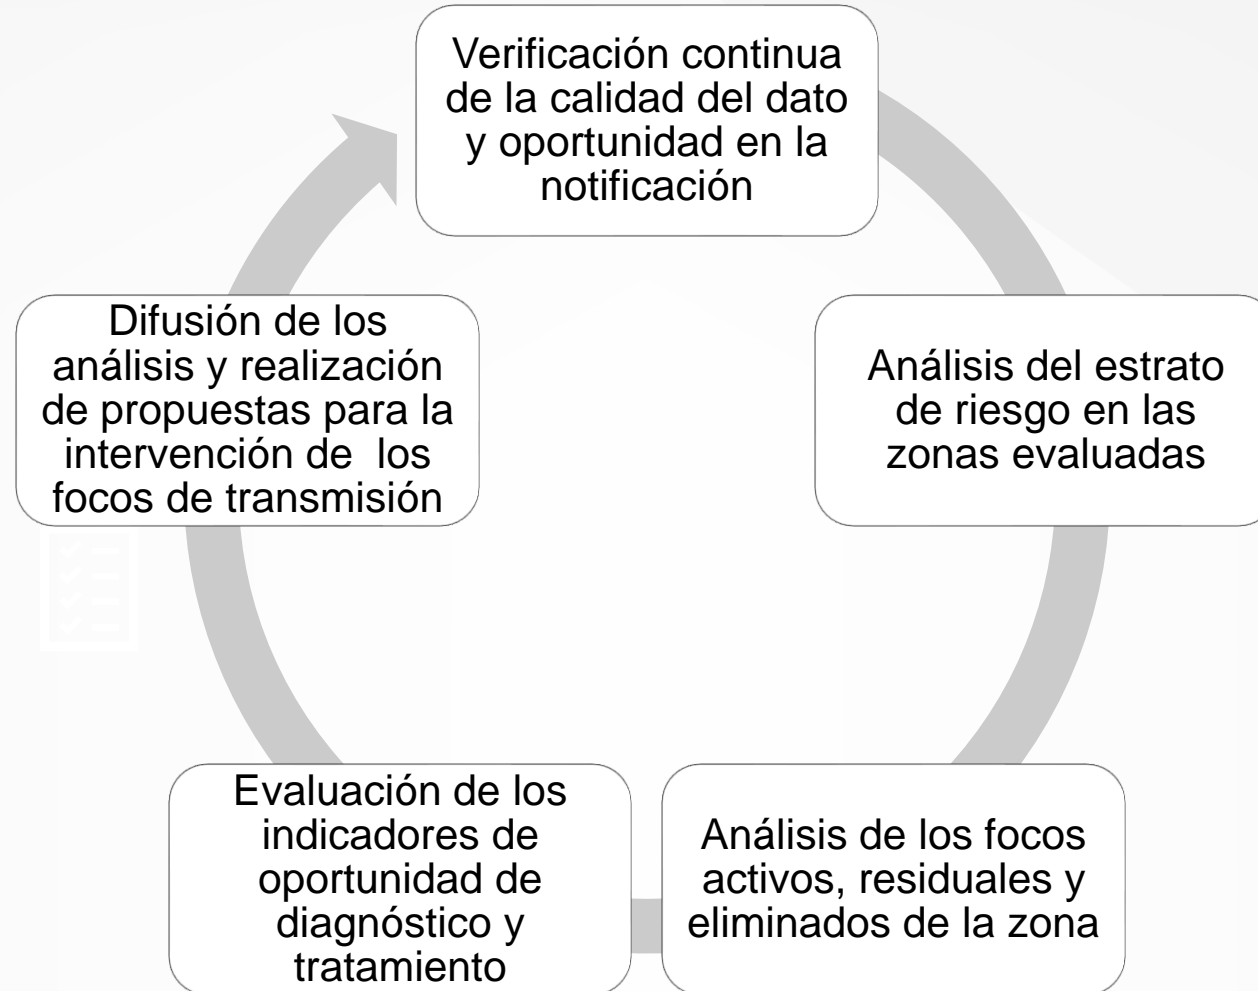 Verificación continua
de la calidad del dato
y oportunidad en la
notificación
Análisis del estrato
de riesgo en las
zonas evaluadas
Análisis de los focos
activos, residuales y
eliminados de la zona
Evaluación de los
indicadores de
oportunidad de
diagnóstico y
tratamiento
Difusión de los
análisis y realización
de propuestas para la
intervención de  los
focos de transmisión